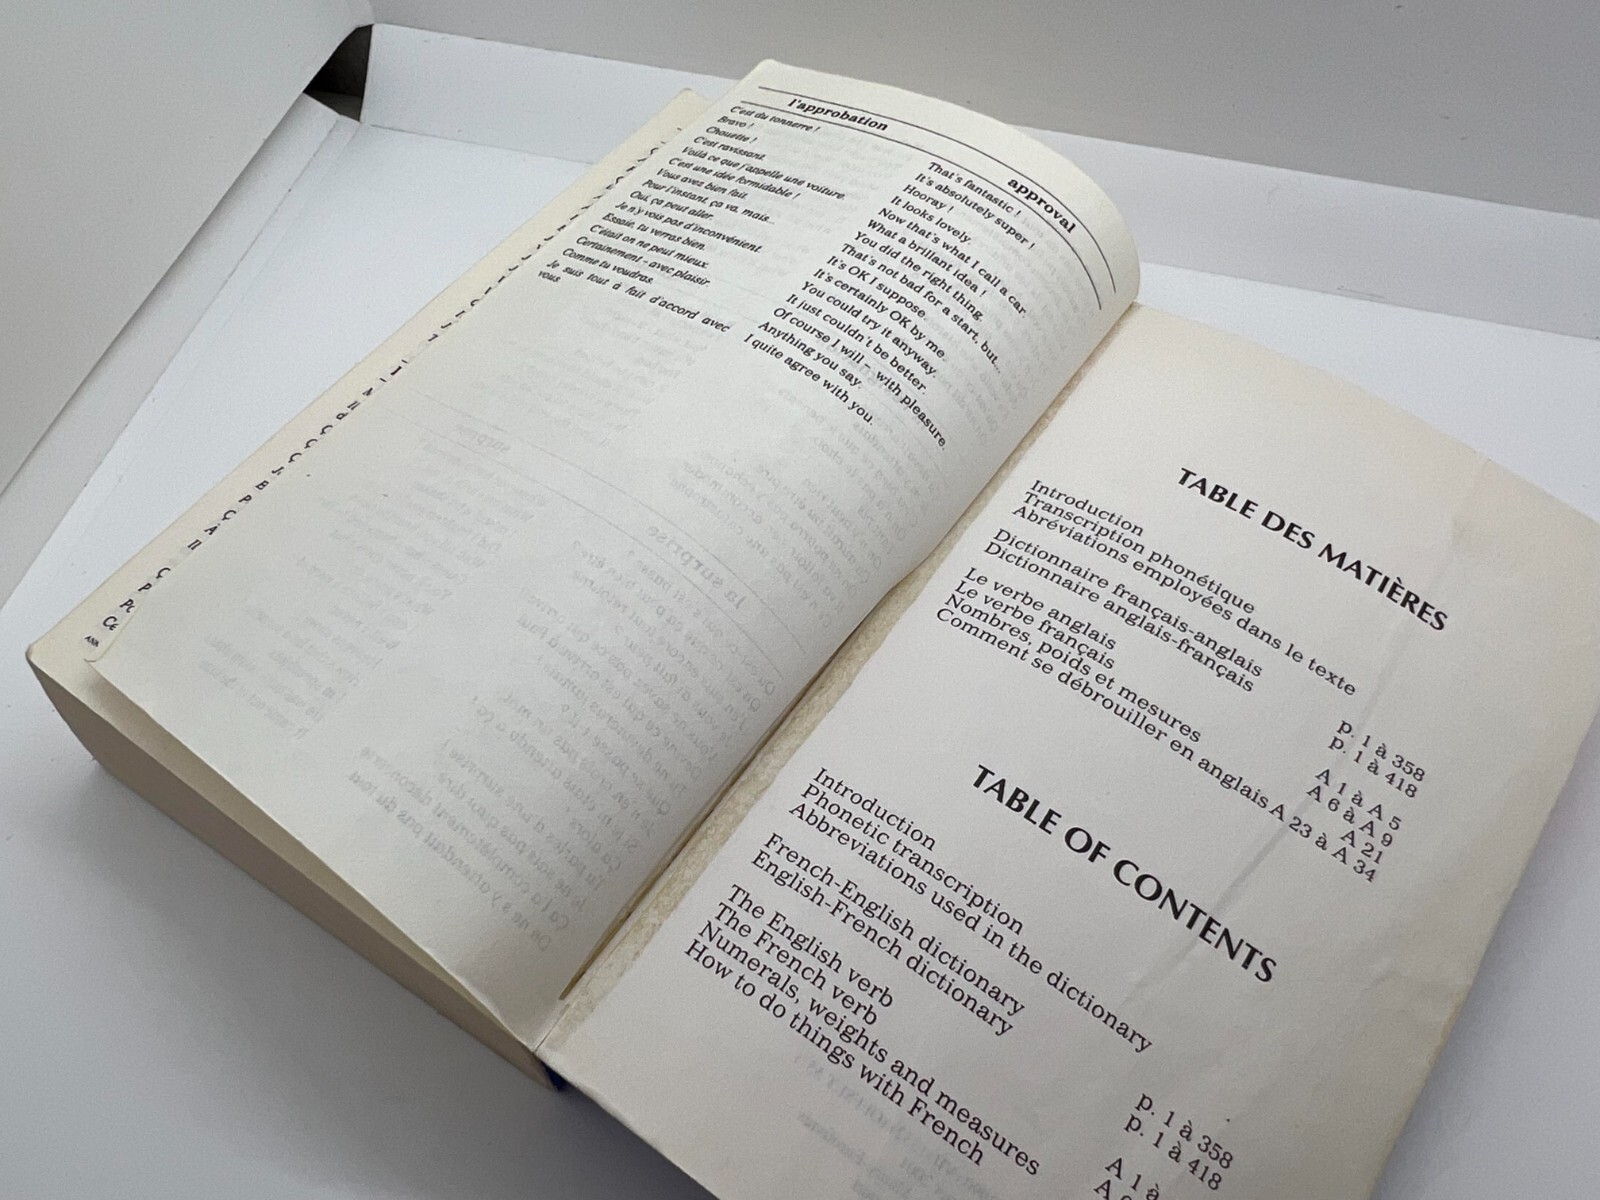 l'approbation
approval
C'est du tonnerre !
Bravo !
Chouette !
C'est ravissant.
Voilà ce que j'appelle une voiture.
C'est une idée formidable !
Vous avez bien fait.
Pour l'instant, ça va, mais...
Oui, ça peut aller.
Je n'y vois pas d'inconvénient.
Essaie, tu verras bien.
C'était on ne peut mieux.
Certainement – avec plaisir.
Comme tu voudras.
Je suis tout à fait d'accord avec
vous.
That's fantastic !
It's absolutely super !
Hooray !
It looks lovely.
Now that's what I call a car.
What a brillant idea !
You did the right thing.
That's not bad for a start, but...
It's OK I suppose.
It's certainly OK by me.
You could try it anyway.
It just couldn't be better.
Of course I will – with pleasure.
Anything you say.
I quite agree with you.
TABLE DES MATIÈRES
Introduction
Transcription phonétique
Abréviations employées dans le texte
Dictionnaire français-anglais p. 1 à 358
Dictionnaire anglais-français p. 1 à 418
Le verbe anglais A 1 à A 5
Le verbe français A 6 à A 9
Nombres, poids et mesures A 21
Comment se débrouiller en anglais A 23 à A 34
TABLE OF CONTENTS
Introduction
Phonetic transcription
Abbreviations used in the dictionary
French-English dictionary p. 1 à 358
English-French dictionary p. 1 à 418
The English verb A 1 à
The French verb
Numerals, weights and measures
How to do things with French